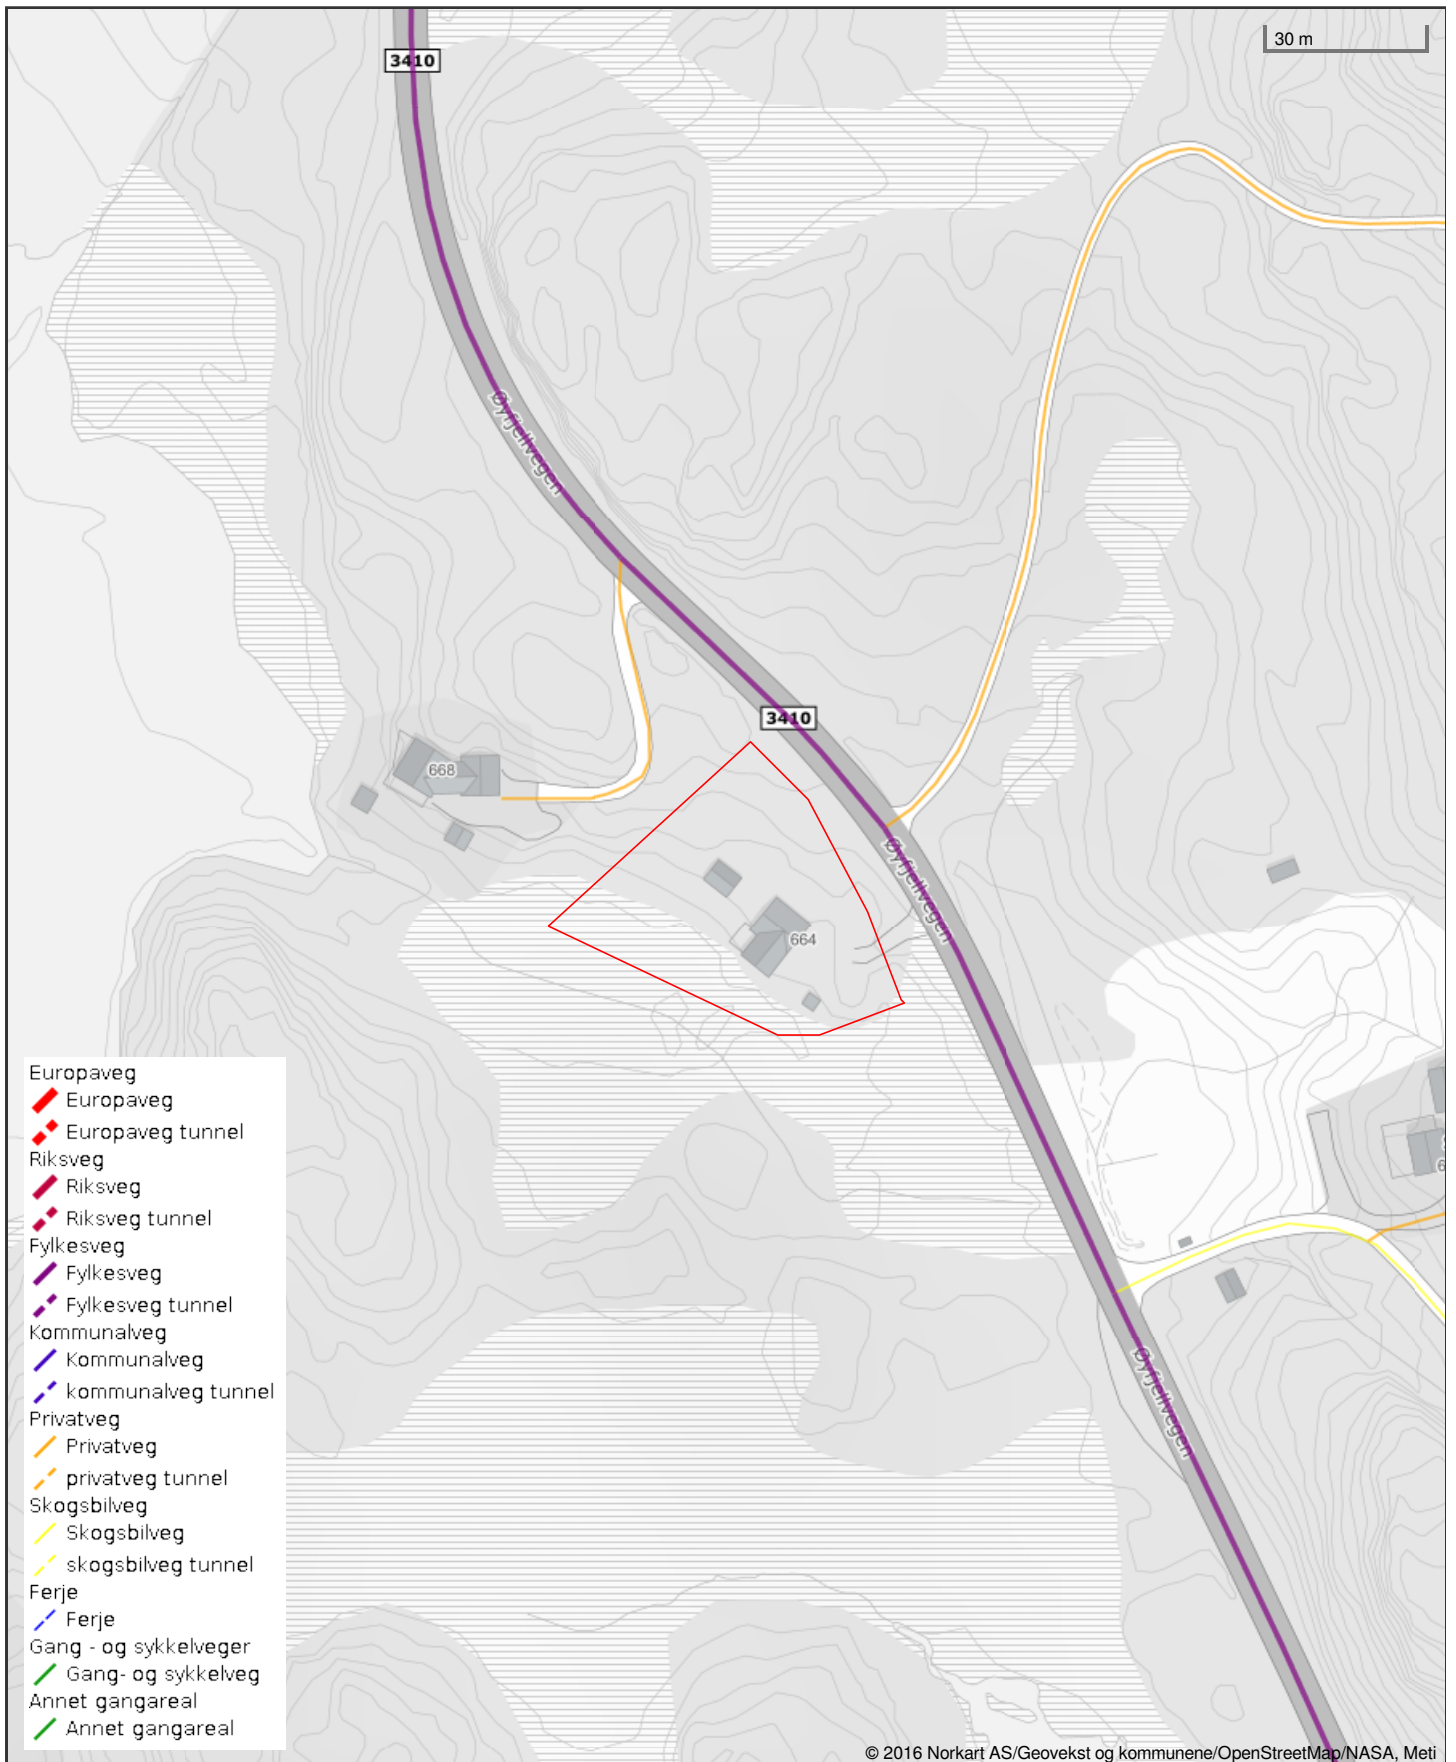 3410
30 m
Øyfjellvegen
3410
668
Øyfjellvegen
664
Europaveg
Europaveg
Europaveg tunnel
Riksveg
Riksveg
Riksveg tunnel
Fylkesveg
Fylkesveg
Fylkesveg tunnel
Kommunalveg
Kommunalveg
kommunalveg tunnel
Privatveg
Privatveg
privatveg tunnel
Skogsbilveg
Skogsbilveg
skogsbilveg tunnel
Ferje
Ferje
Gang - og sykkelveger
Gang- og sykkelveg
Annet gangareal
Annet gangareal
Øyfjellvegen
© 2016 Norkart AS/Geovekst og kommunene/OpenStreetMap/NASA, Meti